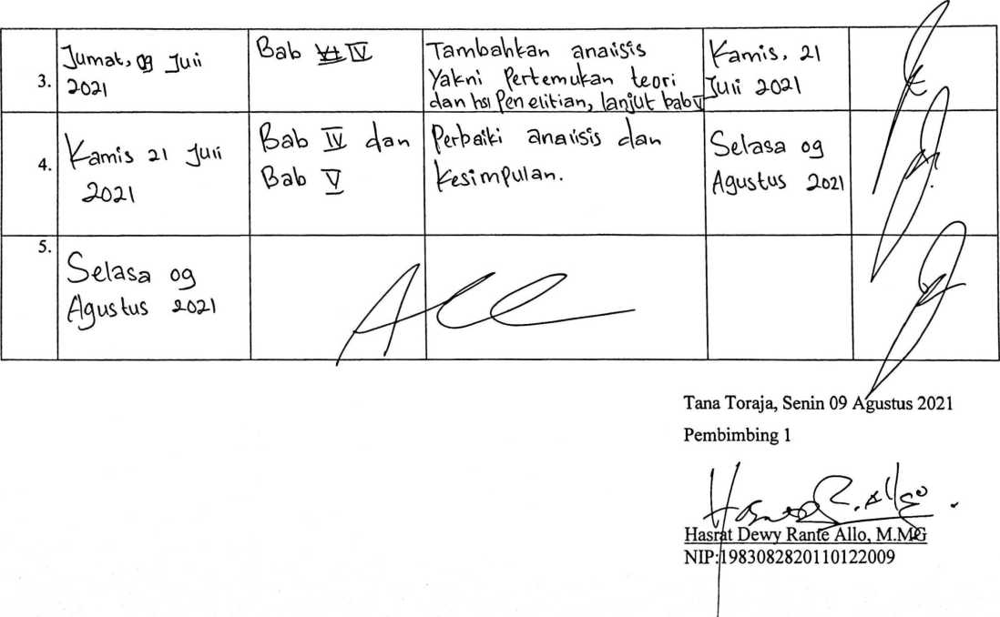 3.
Jumat, 09 Juli
2021
Bab IV
Tambahkan analisis
Yakni Pertemukan teori
dan hsl Penelitian, lanjut bab V
Kamis, 21
Juli 2021
4.
Kamis 21 Juli
2021
Bab IV dan
Bab V
Perbaiki analisis dan
Kesimpulan.
Selasa 09
Agustus 2021
5.
Selasa 09
Agustus 2021
Acc
Tana Toraja, Senin 09 Agustus 2021
Pembimbing 1
Hasrat Dewy Rante Allo, M.MG
NIP:1983082820110122009